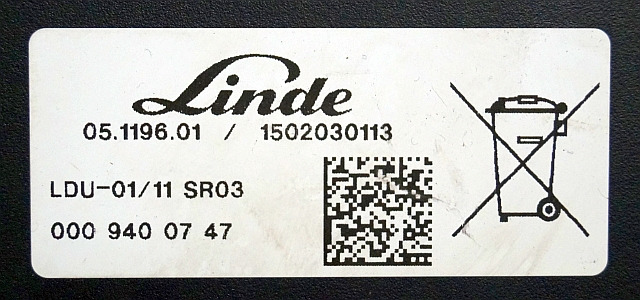 Linde
05.1196.01 / 1502030113
LDU-01/11 SR03
000 940 07 47